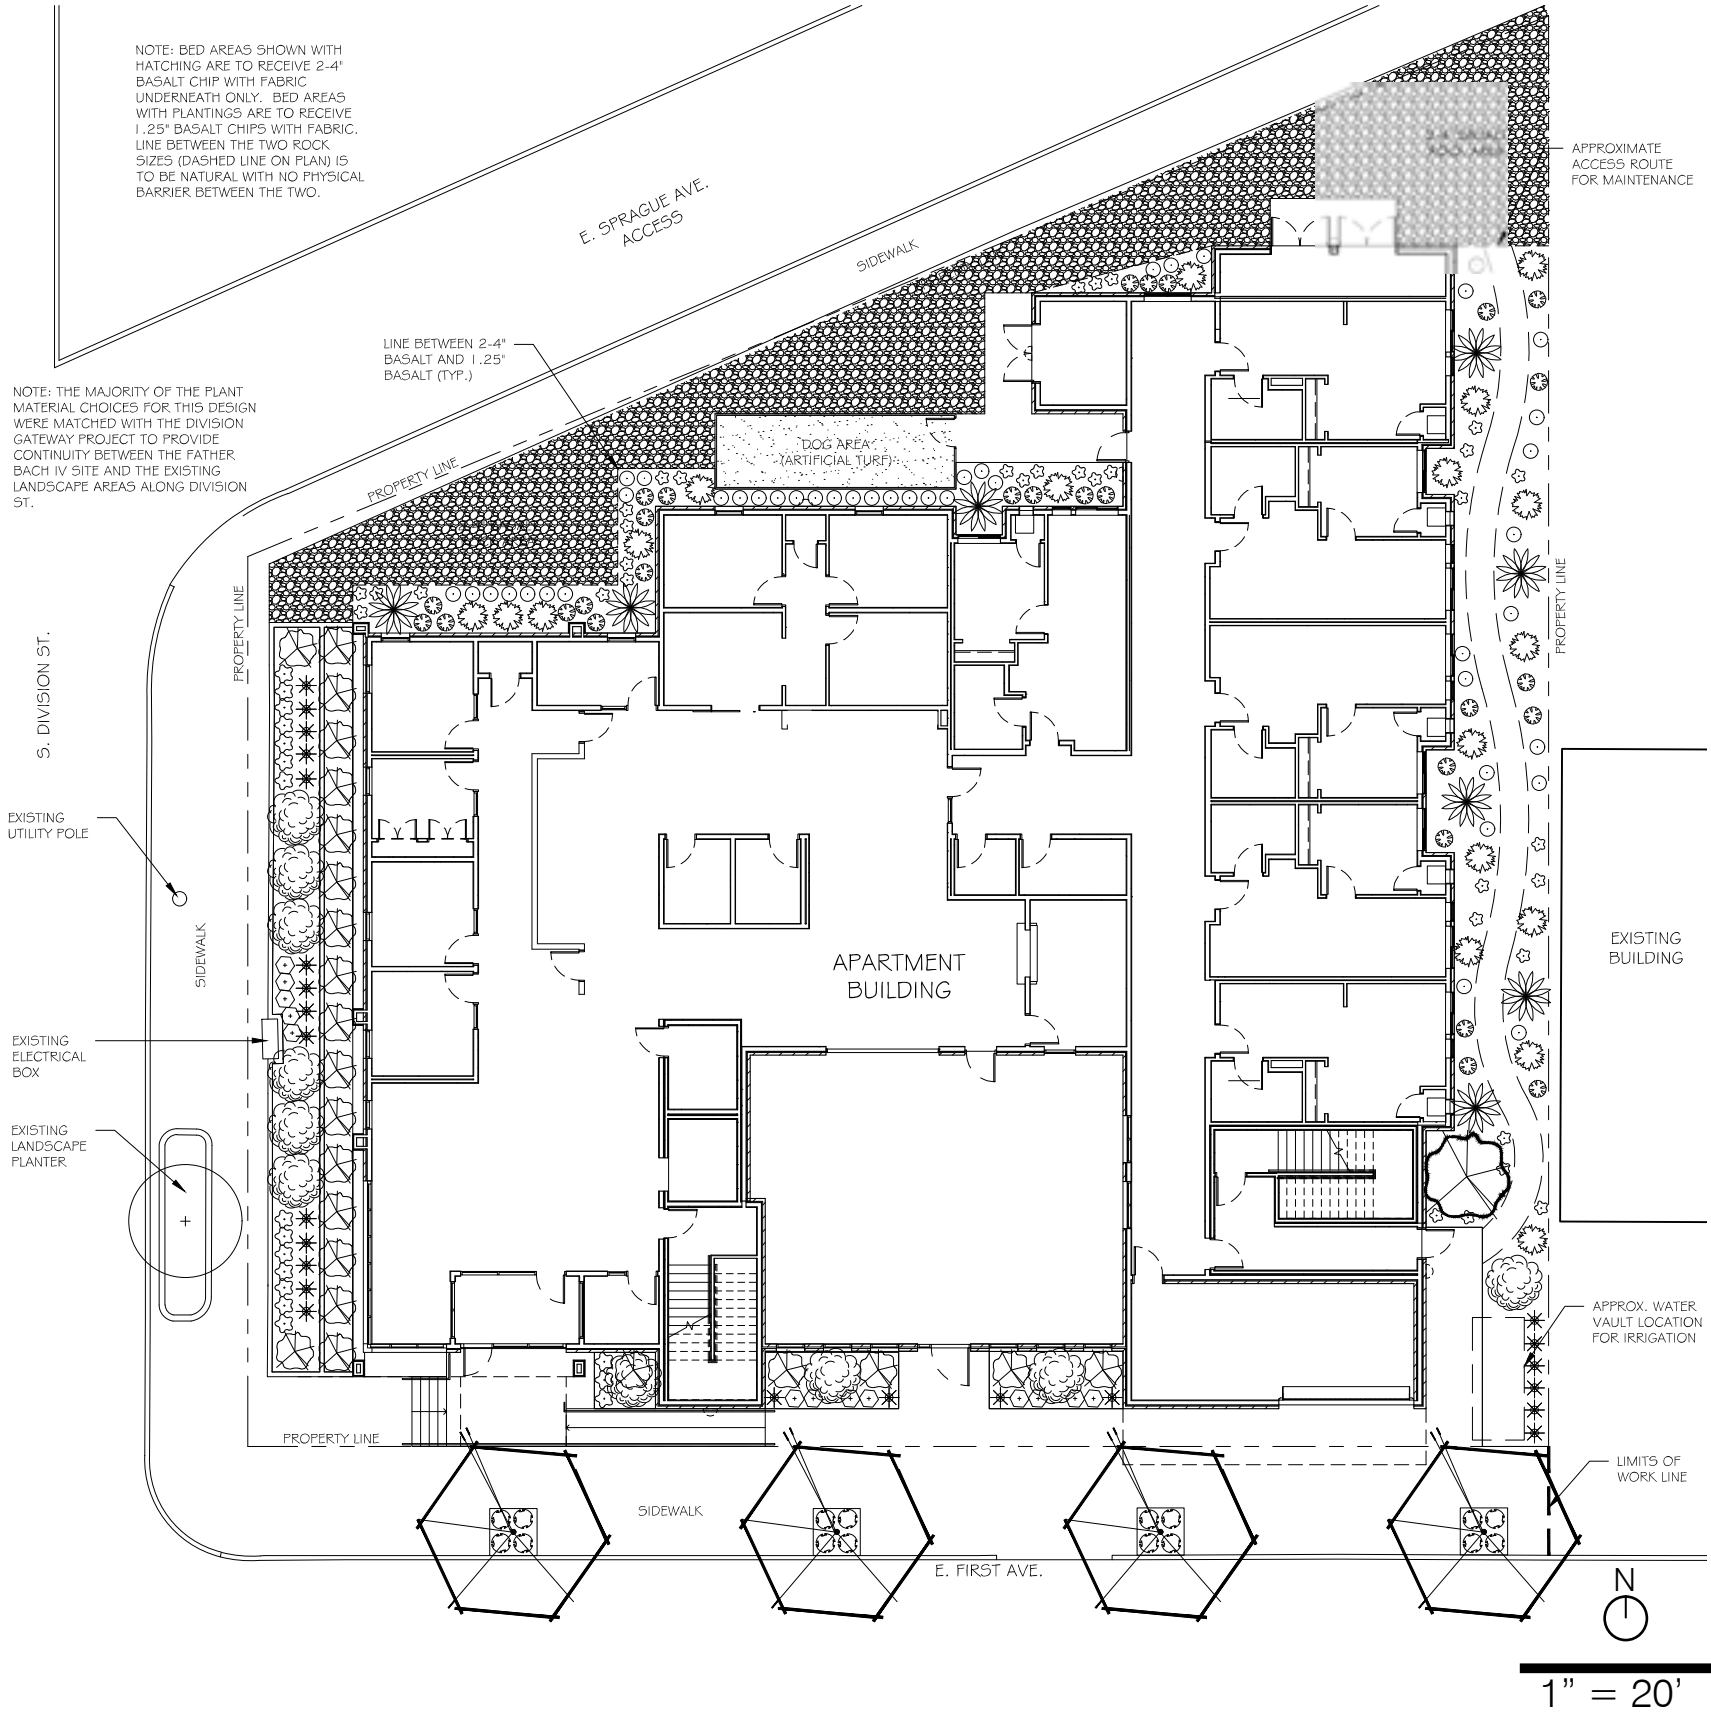 NOTE: BED AREAS SHOWN WITH
HATCHING ARE TO RECEIVE 2-4"
BASALT CHIP WITH FABRIC
UNDERNEATH ONLY.  BED AREAS
WITH PLANTINGS ARE TO RECEIVE
1.25" BASALT CHIPS WITH FABRIC.
LINE BETWEEN THE TWO ROCK
SIZES (DASHED LINE ON PLAN) IS
TO BE NATURAL WITH NO PHYSICAL
BARRIER BETWEEN THE TWO.
APPROXIMATE
ACCESS ROUTE
FOR MAINTENANCE
E. SPRAGUE AVE.
ACCESS
SIDEWALK
LINE BETWEEN 2-4"
BASALT AND 1.25"
BASALT (TYP.)
NOTE: THE MAJORITY OF THE PLANT
MATERIAL CHOICES FOR THIS DESIGN
WERE MATCHED WITH THE DIVISION
GATEWAY PROJECT TO PROVIDE
CONTINUITY BETWEEN THE FATHER
BACH IV SITE AND THE EXISTING
LANDSCAPE AREAS ALONG DIVISION
ST.
DOG AREA
(ARTIFICIAL TURF)
PROPERTY LINE
PROPERTY LINE
PROPERTY LINE
S. DIVISION ST.
EXISTING
UTILITY POLE
SIDEWALK
EXISTING
BUILDING
APARTMENT
BUILDING
EXISTING
ELECTRICAL
BOX
EXISTING
LANDSCAPE
PLANTER
APPROX. WATER
VAULT LOCATION
FOR IRRIGATION
PROPERTY LINE
LIMITS OF
WORK LINE
SIDEWALK
E. FIRST AVE.
N
1" = 20'